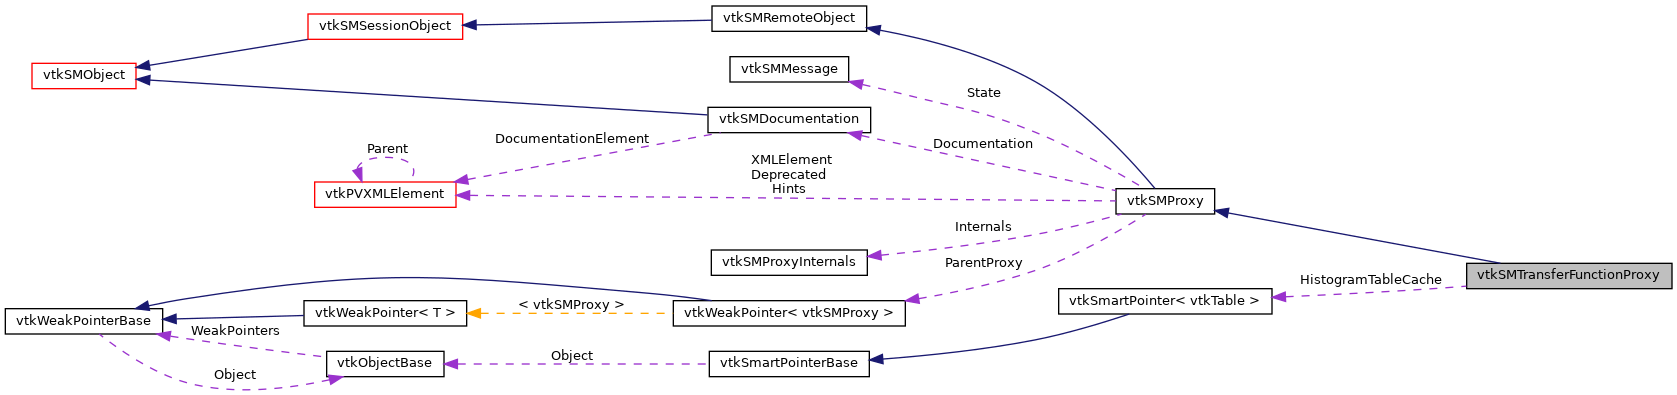 vtkSMRemoteObject
vtkSMSessionObject
vtkSMMessage
vtkSMObject
State
vtkSMDocumentation
DocumentationElement
Documentation
Parent
XMLElement
Deprecated
Hints
vtkPVXMLElement
vtkSMProxy
Internals
vtkSMProxyInternals
ParentProxy
vtkSMTransferFunctionProxy
HistogramTableCache
vtkSmartPointer< vtkTable >
< vtkSMProxy >
vtkWeakPointer< T >
vtkWeakPointer< vtkSMProxy >
vtkWeakPointerBase
WeakPointers
Object
vtkObjectBase
vtkSmartPointerBase
Object